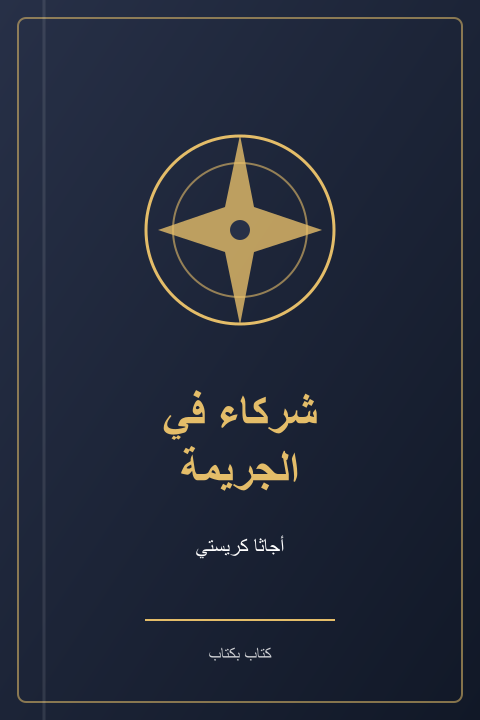 شركاء في
الجريمة
أجاثا كريستي
كتاب بكتاب